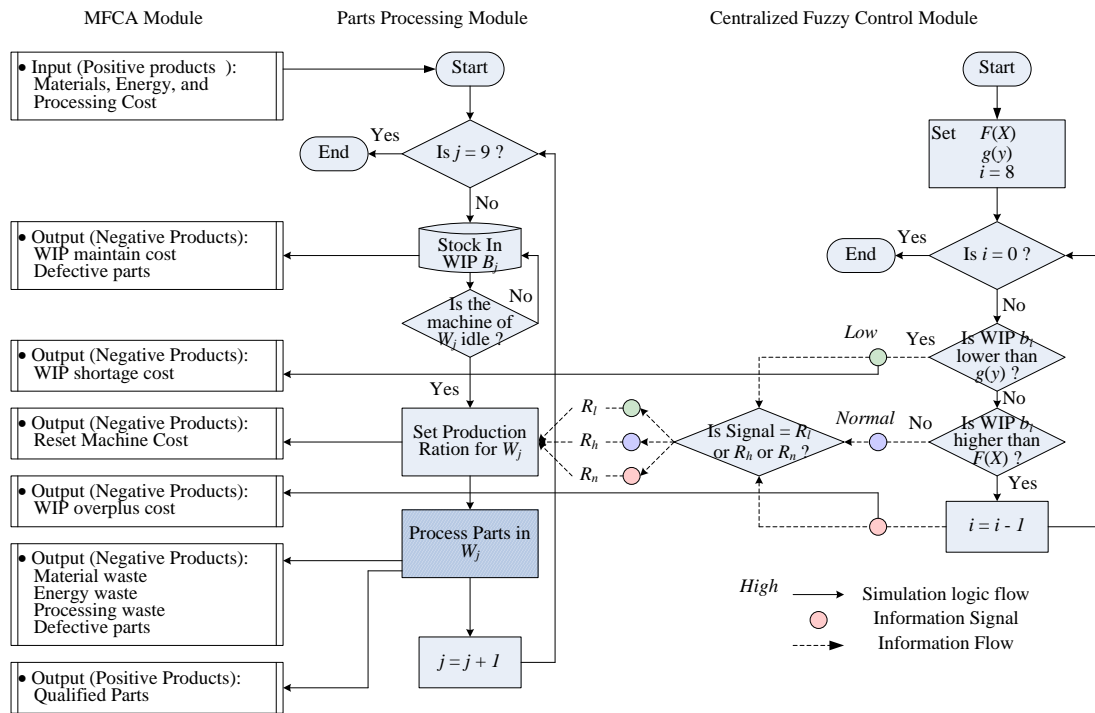 MFCA Module
Parts Processing Module
Centralized Fuzzy Control Module
• Input (Positive products ):
Materials, Energy, and
Processing Cost
Start
Start
Yes
Is j = 9 ?
End
No
Set F(X)
g(y)
i = 8
• Output (Negative Products):
WIP maintain cost
Defective parts
Stock In
WIP Bj
No
Is the
machine of
Wj idle ?
Yes
Yes
Is i = 0 ?
End
No
• Output (Negative Products):
WIP shortage cost
Low
Yes
Is WIP bi
lower than
g(y) ?
No
• Output (Negative Products):
Reset Machine Cost
Set Production
Ration for Wj
Rl
Rh
Rn
Is Signal = Rl
or Rh or Rn ?
Normal
No
Is WIP bi
higher than
F(X) ?
Yes
• Output (Negative Products):
WIP overplus cost
Process Parts in
Wj
i = i - 1
• Output (Negative Products):
Material waste
Energy waste
Processing waste
Defective parts
High
Simulation logic flow
Information Signal
Information Flow
j = j + 1
• Output (Positive Products):
Qualified Parts